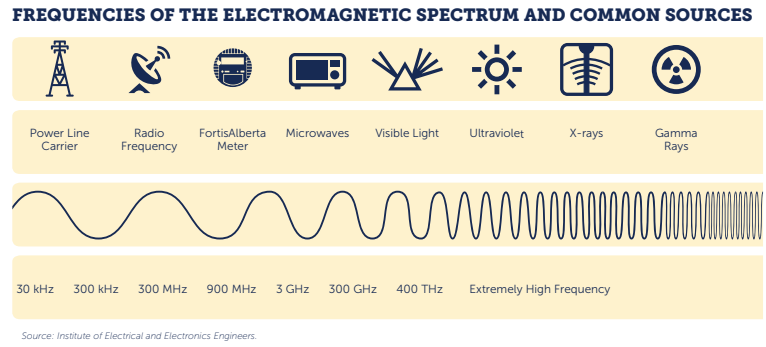 FREQUENCIES OF THE ELECTROMAGNETIC SPECTRUM AND COMMON SOURCES
Power Line Carrier
Radio Frequency
FortisAlberta Meter
Microwaves
Visible Light
Ultraviolet
X-rays
Gamma Rays
30 kHz 300 kHz 300 MHz 900 MHz 3 GHz 300 GHz 400 THz Extremely High Frequency
Source: Institute of Electrical and Electronics Engineers.